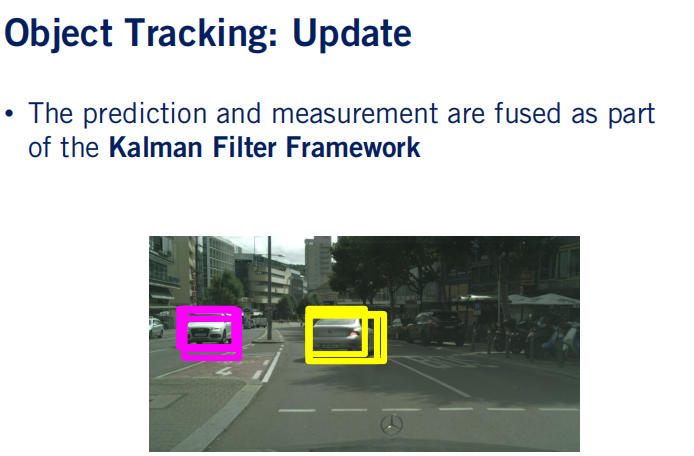 Object Tracking: Update
• The prediction and measurement are fused as part
of the Kalman Filter Framework